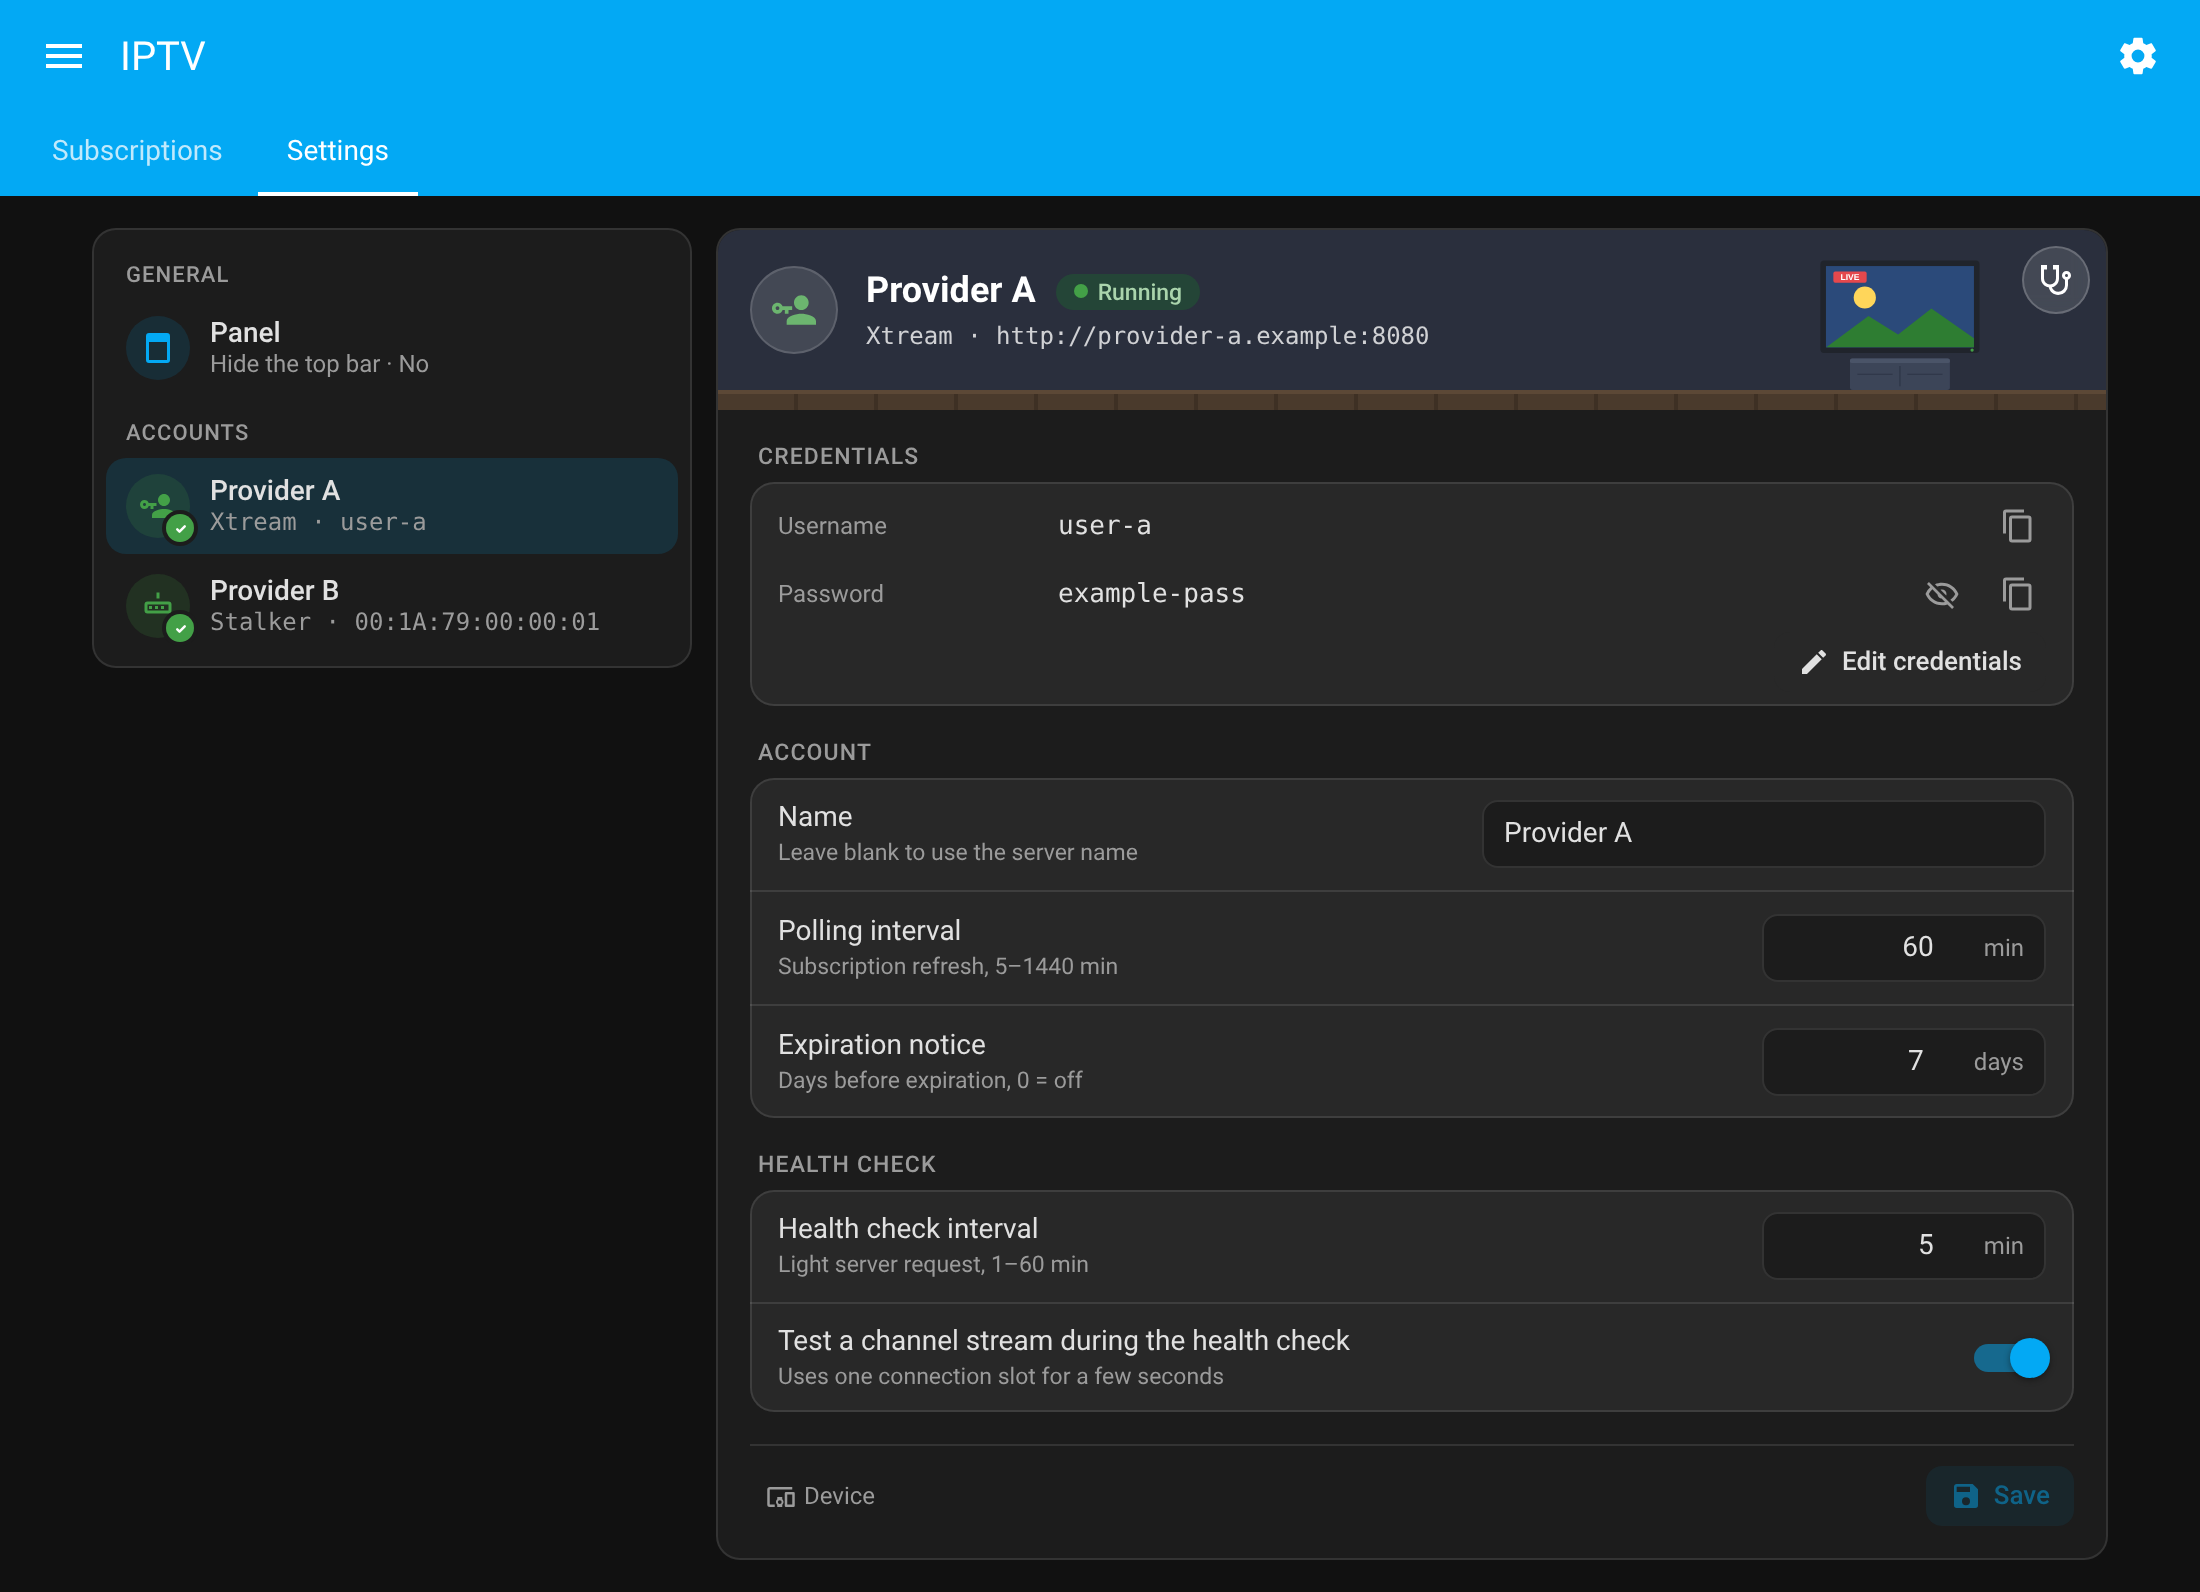 IPTV
Subscriptions
Settings
GENERAL
Panel
Hide the top bar · No
ACCOUNTS
Provider A
Xtream · user-a
Provider B
Stalker · 00:1A:79:00:00:01
Provider A
Running
Xtream · http://provider-a.example:8080
LIVE
CREDENTIALS
Username
user-a
Password
example-pass
Edit credentials
ACCOUNT
Name
Leave blank to use the server name
Provider A
Polling interval
Subscription refresh, 5–1440 min
60 min
Expiration notice
Days before expiration, 0 = off
7 days
HEALTH CHECK
Health check interval
Light server request, 1–60 min
5 min
Test a channel stream during the health check
Uses one connection slot for a few seconds
Device
Save